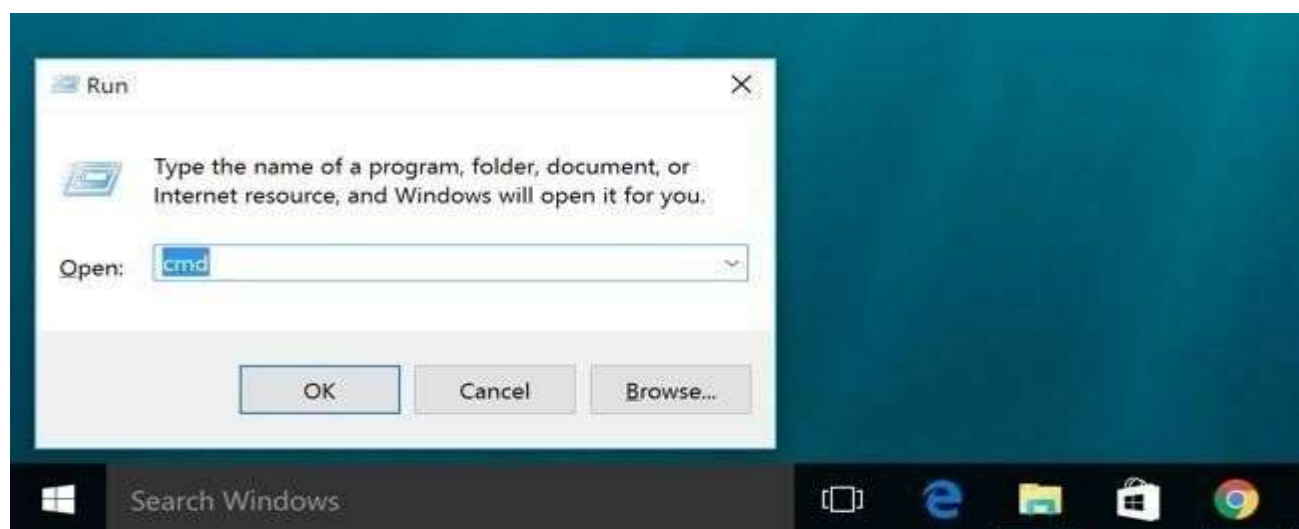 Run
Type the name of a program, folder, document, or
Internet resource, and Windows will open it for you.
Open:
cmd
OK
Cancel
Browse...
Search Windows